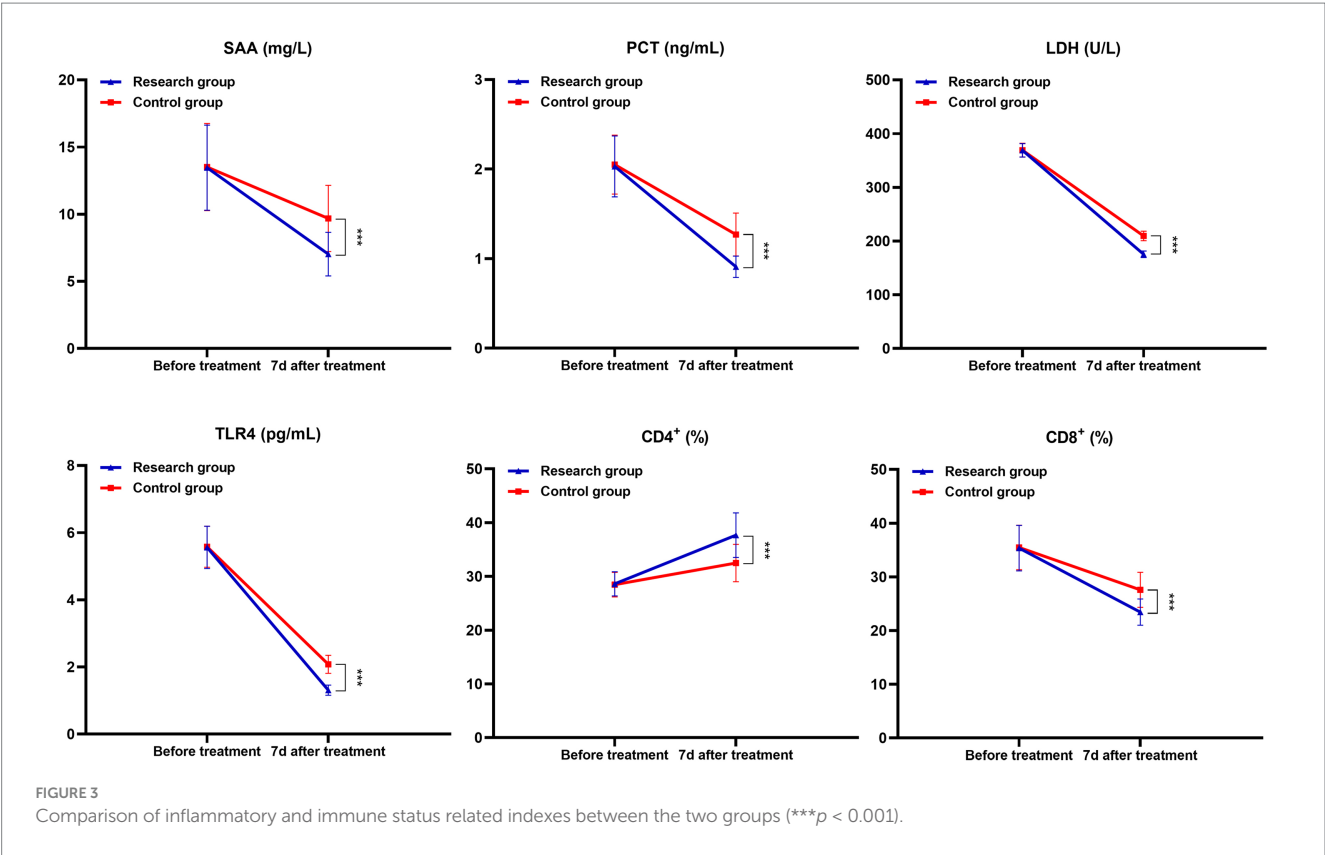 SAA (mg/L)
20
15
10
5
0
Research group
Control group
***
Before treatment 7d after treatment
PCT (ng/mL)
3
2
1
0
Research group
Control group
***
Before treatment 7d after treatment
LDH (U/L)
500
400
300
200
100
0
Research group
Control group
***
Before treatment 7d after treatment
TLR4 (pg/mL)
8
6
4
2
0
Research group
Control group
***
Before treatment 7d after treatment
CD4⁺ (%)
50
40
30
20
10
0
Research group
Control group
***
Before treatment 7d after treatment
CD8⁺ (%)
50
40
30
20
10
0
Research group
Control group
***
Before treatment 7d after treatment
FIGURE 3
Comparison of inflammatory and immune status related indexes between the two groups (***p < 0.001).